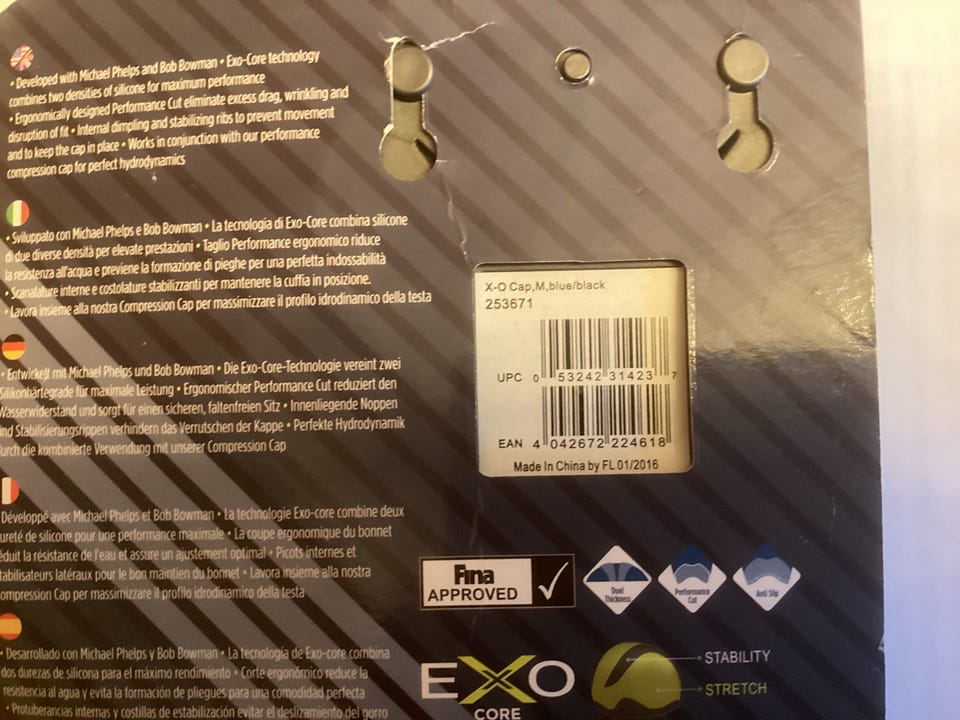 • Developed with Michael Phelps and Bob Bowman • Exo-Core technology
combines two densities of silicone for maximum performance
• Ergonomically designed Performance Cut eliminate excess drag, wrinkling and
disruption of fit • Internal dimpling and stabilizing ribs to prevent movement
and to keep the cap in place • Works in conjunction with our performance
compression cap for perfect hydrodynamics
• Sviluppato con Michael Phelps e Bob Bowman • La tecnologia di Exo-Core combina silicone
di due diverse densità per elevate prestazioni • Taglio Performance ergonomico riduce
la resistenza all'acqua e previene la formazione di pieghe per una perfetta indossabilità
• Scanalature interne e costolature stabilizzanti per mantenere la cuffia in posizione.
• Lavora insieme alla nostra Compression Cap per massimizzare il profilo idrodinamico della testa
• Entwickelt mit Michael Phelps und Bob Bowman • Die Exo-Core-Technologie vereint zwei
Silikonhärtegrade für maximale Leistung • Ergonomischer Performance Cut reduziert den
Wasserwiderstand und sorgt für einen sicheren, faltenfreien Sitz • Innenliegende Noppen
und Stabilisierungsrippen verhindern das Verrutschen der Kappe • Perfekte Hydrodynamik
durch die kombinierte Verwendung mit unserer Compression Cap
Développé avec Michael Phelps et Bob Bowman • La technologie Exo-core combine deux
ureté de silicone pour une performance maximale • La coupe ergonomique du bonnet
éduit la résistance de l'eau et assure un ajustement optimal • Picots internes et
tabilisateurs latéraux pour le bon maintien du bonnet • Lavora insieme alla nostra
ompression Cap per massimizzare il profilo idrodinamico della testa
• Desarrollado con Michael Phelps y Bob Bowman • La tecnología de Exo-core combina
dos durezas de silicona para el máximo rendimiento • Corte ergonómico reduce la
resistencia al agua y evita la formación de pliegues para una comodidad perfecta
• Protuberancias internas y costillas de estabilización evitar el deslizamiento del gorro
X-O Cap,M,blue/black
253671
UPC 0 53242 31423 7
EAN 4 042672 224618
Made In China by FL 01/2016
Fina
APPROVED
Duel
Thickness
Performance
Cut
Anti Slip
EXO
CORE
STABILITY
STRETCH